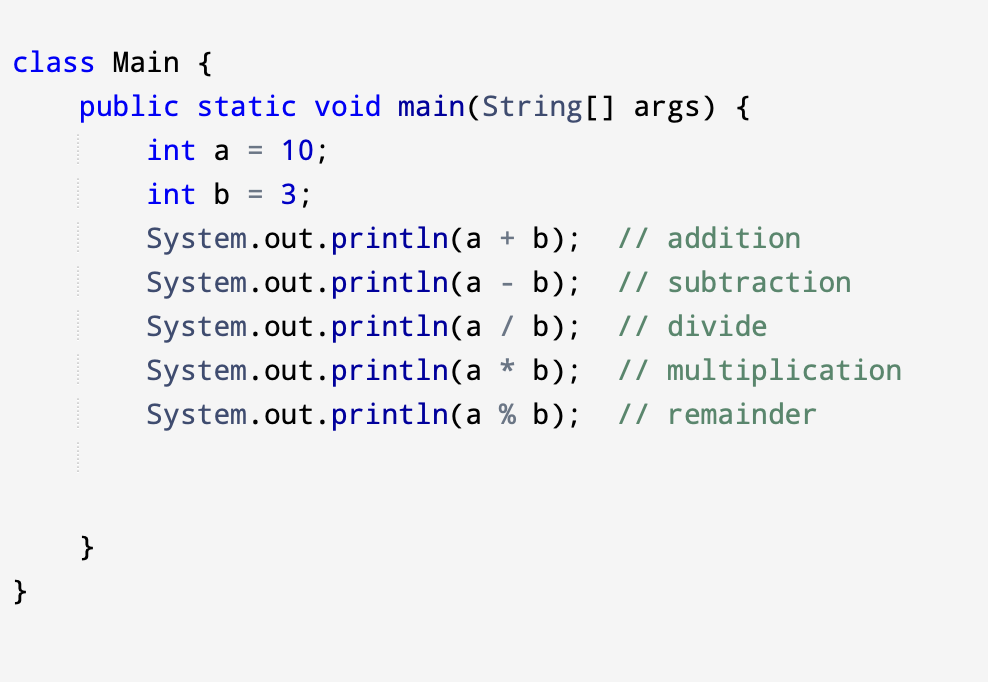 class Main {
    public static void main(String[] args) {
        int a = 10;
        int b = 3;
        System.out.println(a + b);  // addition
        System.out.println(a - b);  // subtraction
        System.out.println(a / b);  // divide
        System.out.println(a * b);  // multiplication
        System.out.println(a % b);  // remainder
    }
}